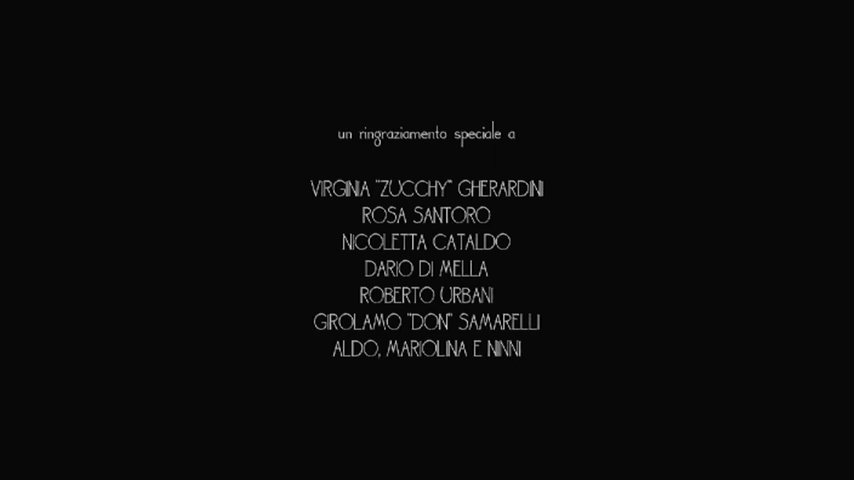 un ringraziamento speciale a
VIRGINIA "ZUCCHY" GHERARDINI
ROSA SANTORO
NICOLETTA CATALDO
DARIO DI MELLA
ROBERTO URBANI
GIROLAMO "DON" SAMARELLI
ALDO, MARIOLINA E NINNI